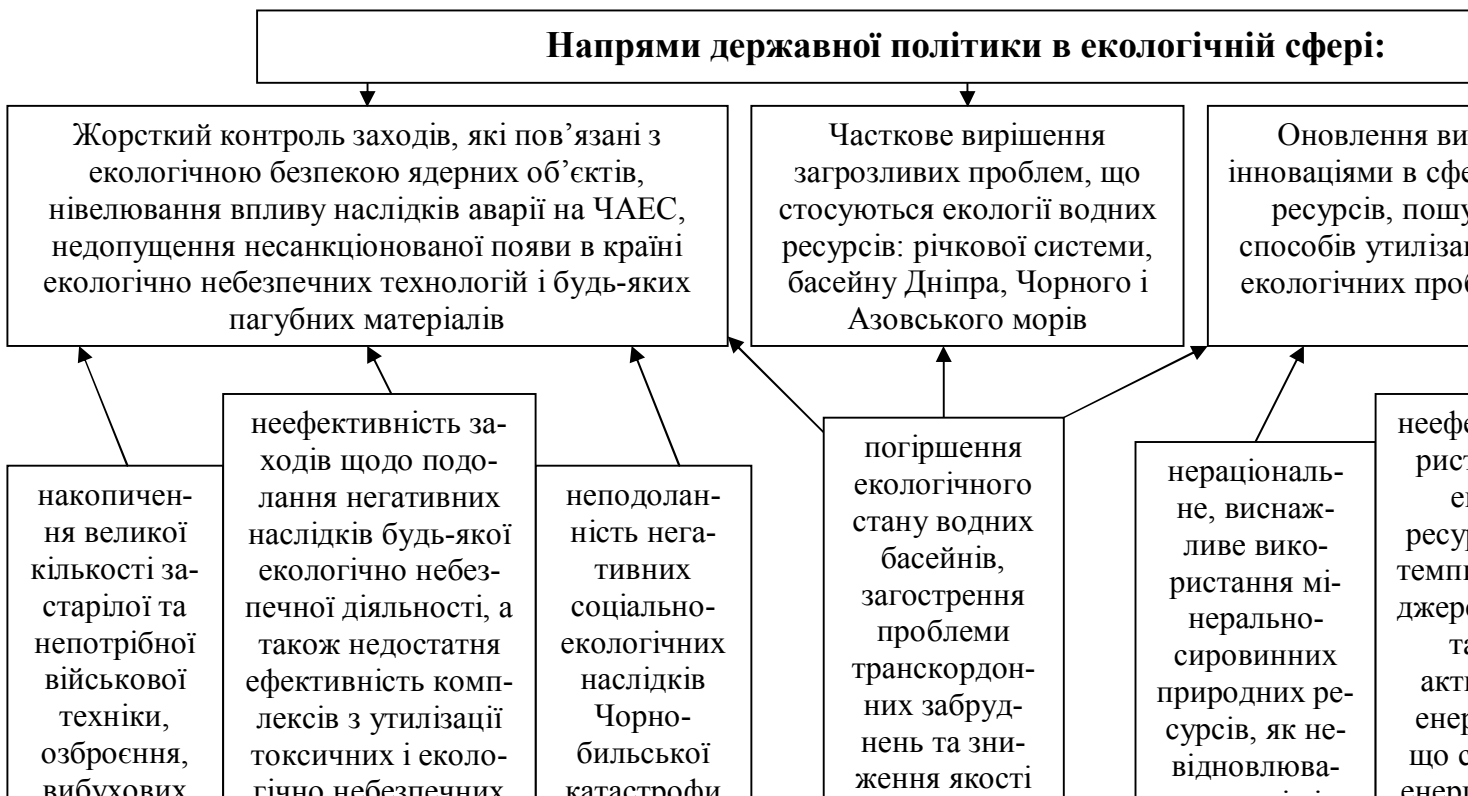 Напрями державної політики в екологічній сфері:
Жорсткий контроль заходів, які пов’язані з
екологічною безпекою ядерних об’єктів,
нівелювання впливу наслідків аварії на ЧАЕС,
недопущення несанкціонованої появи в країні
екологічно небезпечних технологій і будь-яких
пагубних матеріалів
Часткове вирішення
загрозливих проблем, що
стосуються екології водних
ресурсів: річкової системи,
басейну Дніпра, Чорного і
Азовського морів
Оновлення
інноваціями в
ресурсів,
способів
екологічних
накопичен-
ня великої
кількості за-
старілої та
непотрібної
військової
техніки,
озброєння,
вибухових
неефективність за-
ходів щодо подо-
лання негативних
наслідків будь-якої
екологічно небез-
печної діяльності, а
також недостатня
ефективність комп-
лексів з утилізації
токсичних і еколо-
гічно небезпечних
неподолан-
ність нега-
тивних
соціально-
екологічних
наслідків
Чорно-
бильської
катастрофи
погіршення
екологічного
стану водних
басейнів,
загострення
проблеми
транскордон-
них забруд-
нень та зни-
ження якості
нераціональ-
не, виснаж-
ливе вико-
ристання мі-
нерально-
сировинних
природних ре-
сурсів, як не-
відновлюва-
що